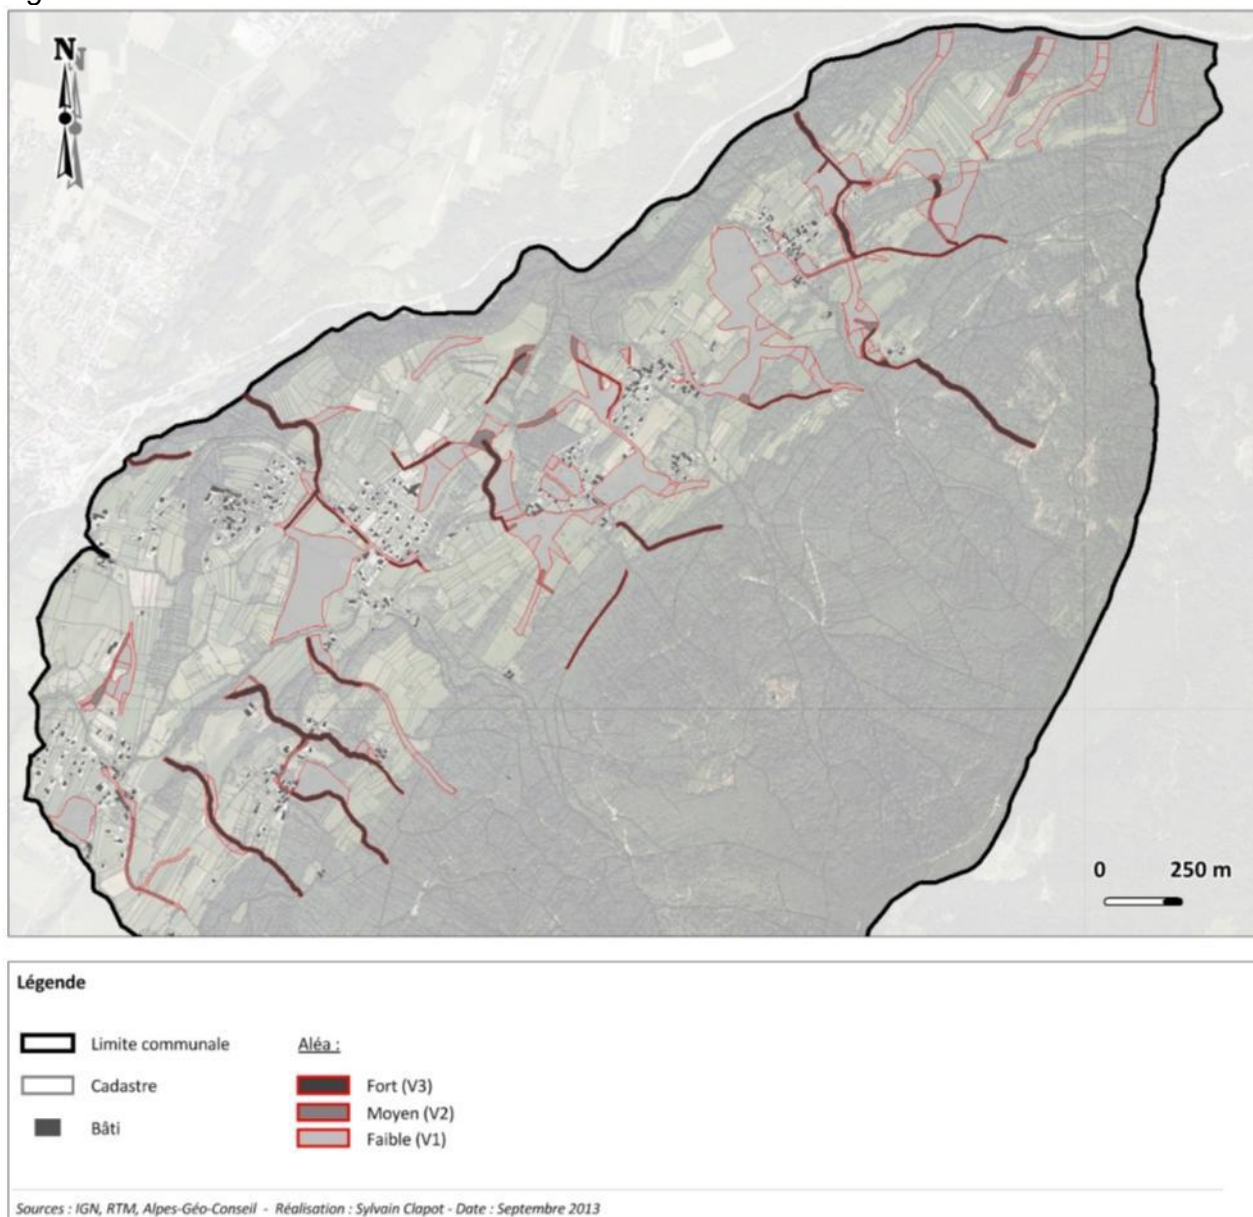 N
0 250 m
Légende
Limite communale
Cadastre
Bâti
Aléa :
Fort (V3)
Moyen (V2)
Faible (V1)
Sources : IGN, RTM, Alpes-Géo-Conseil - Réalisation : Sylvain Clapot - Date : Septembre 2013